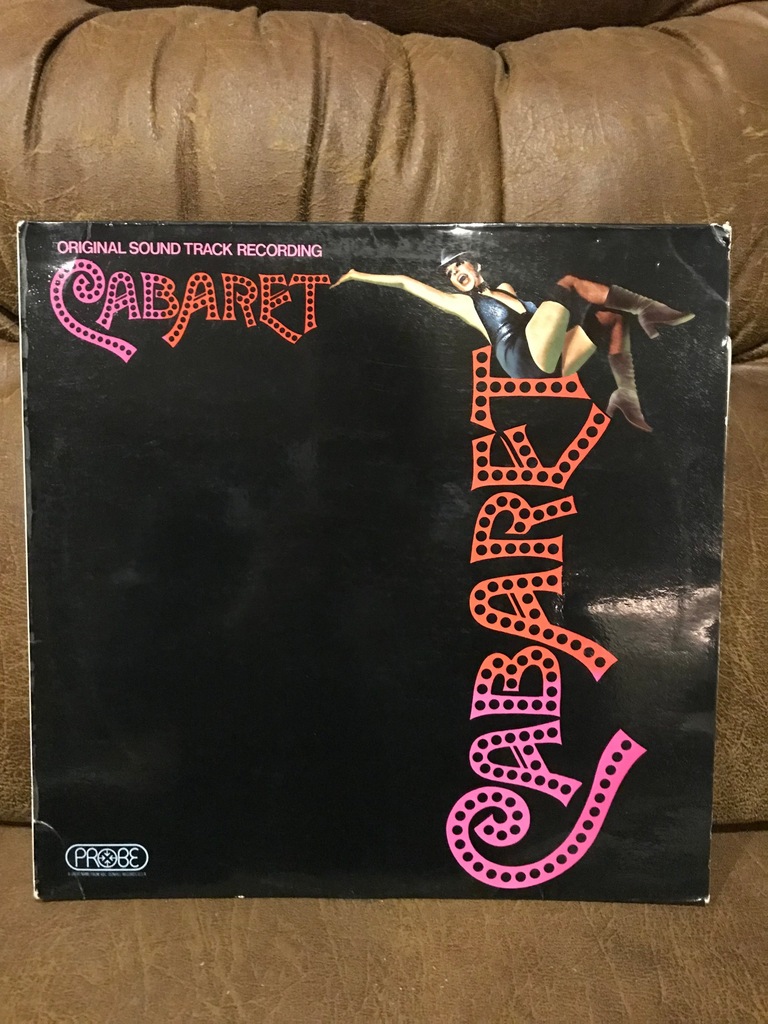 ORIGINAL SOUND TRACK RECORDING
CABARET
CABARET
PROBE